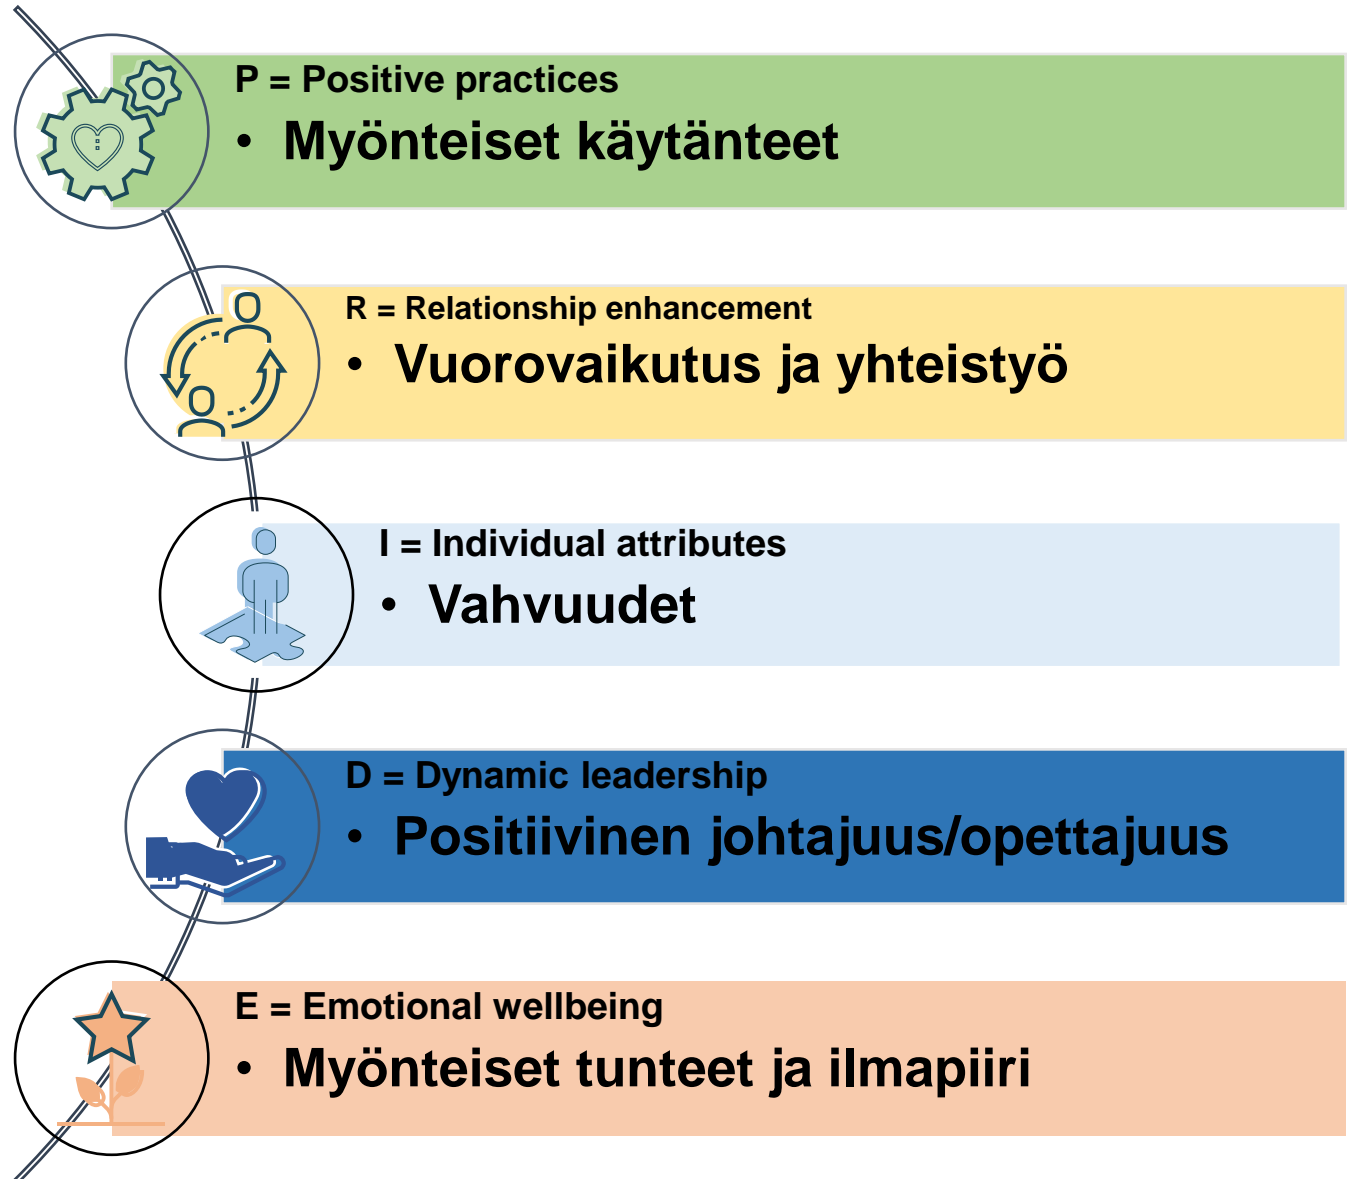 P = Positive practices
• Myönteiset käytänteet
R = Relationship enhancement
• Vuorovaikutus ja yhteistyö
I = Individual attributes
• Vahvuudet
D = Dynamic leadership
• Positiivinen johtajuus/opettajuus
E = Emotional wellbeing
• Myönteiset tunteet ja ilmapiiri